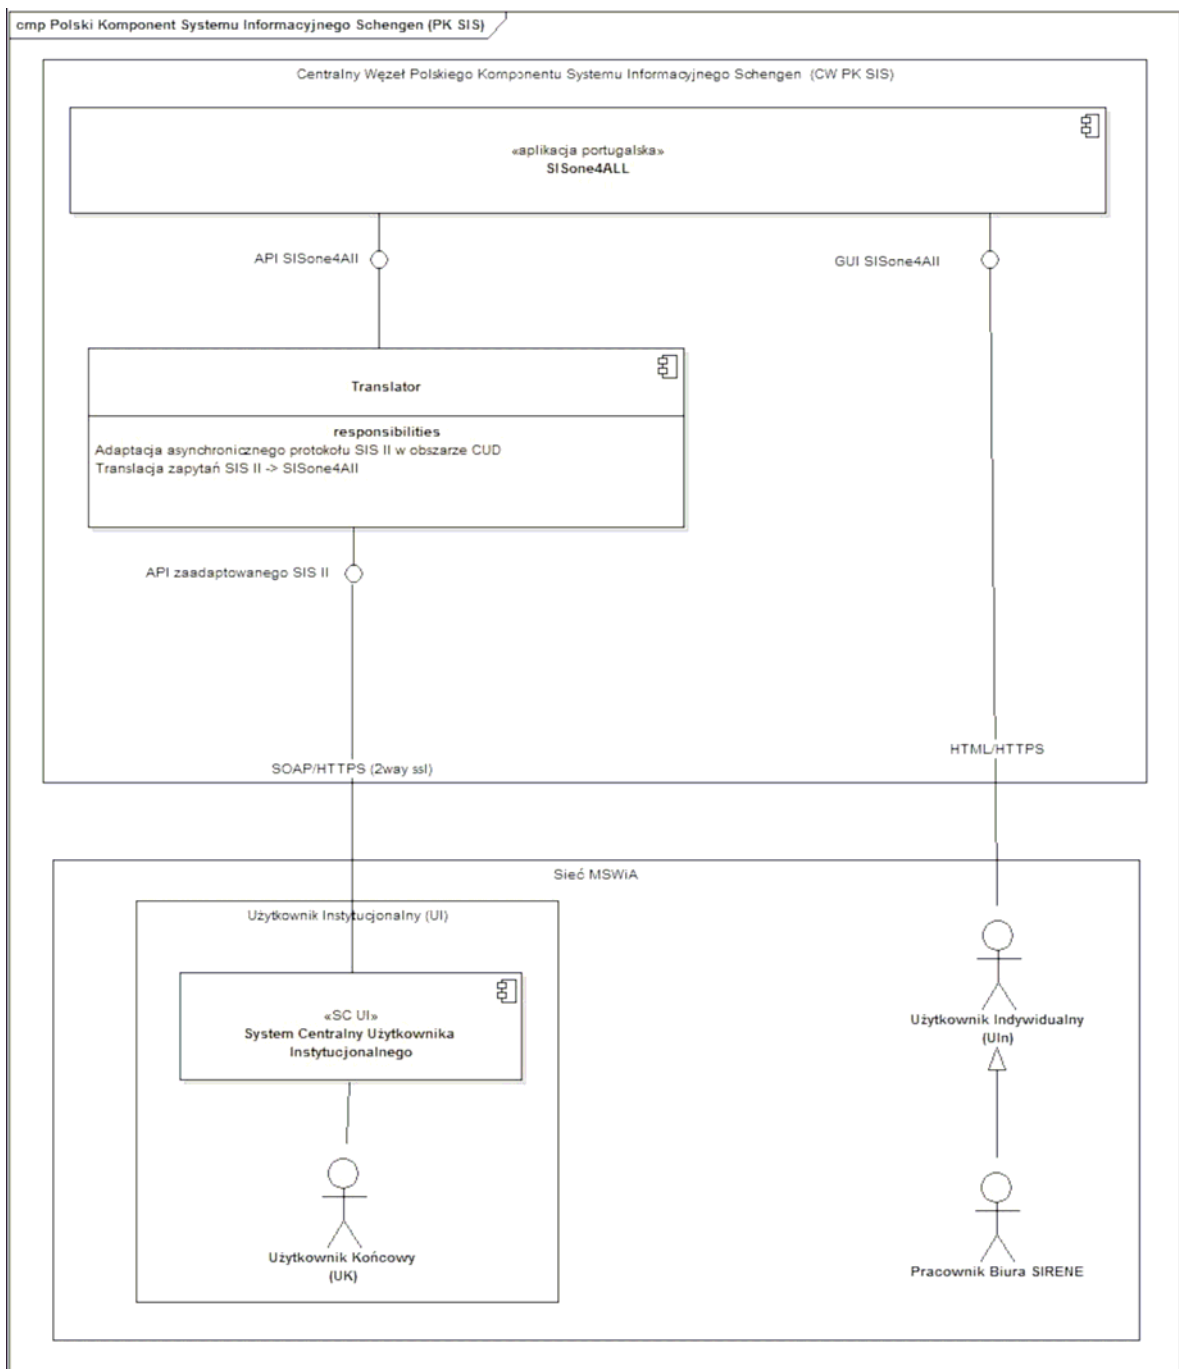 cmp Polski Komponent Systemu Informacyjnego Schengen (PK SIS)
Centralny Węzeł Polskiego Komponentu Systemu Informacyjnego Schengen (CW PK SIS)
«aplikacja portugalska»
SISone4ALL
API SISone4All
GUI SISone4All
Translator
responsibilities
Adaptacja asynchronicznego protokołu SIS II w obszarze CUD
Translacja zapytań SIS II -> SISone4All
API zaadaptowanego SIS II
HTML/HTTPS
SOAP/HTTPS (2way ssl)
Sieć MSWiA
Użytkownik Instytucjonalny (UI)
«SC UI»
System Centralny Użytkownika
Instytucjonalnego
Użytkownik Indywidualny
(UIn)
Użytkownik Końcowy
(UK)
Pracownik Biura SIRENE